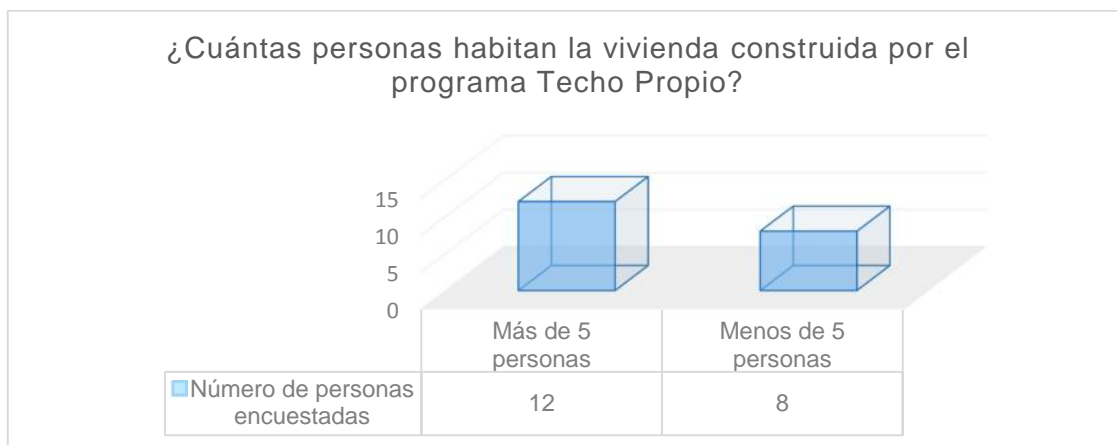 ¿Cuántas personas habitan la vivienda construida por el
programa Techo Propio?
15
10
5
0
Más de 5
personas
Menos de 5
personas
Número de personas
encuestadas
12
8